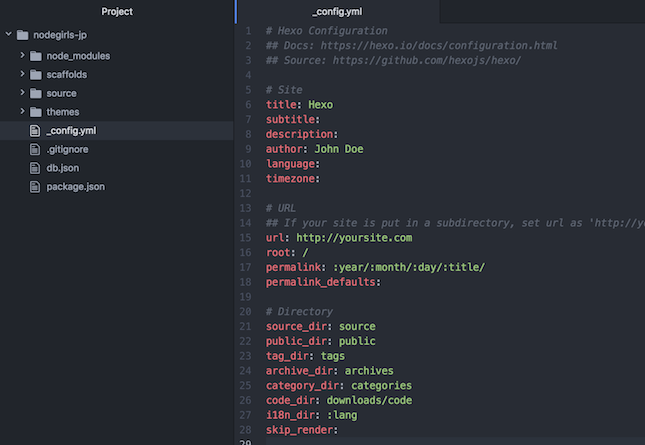 Project
nodegirls-jp
node_modules
scaffolds
source
themes
_config.yml
.gitignore
db.json
package.json
_config.yml
1 # Hexo Configuration
2 ## Docs: https://hexo.io/docs/configuration.html
3 ## Source: https://github.com/hexojs/hexo/
4
5 # Site
6 title: Hexo
7 subtitle:
8 description:
9 author: John Doe
10 language:
11 timezone:
12
13 # URL
14 ## If your site is put in a subdirectory, set url as 'http://yo
15 url: http://yoursite.com
16 root: /
17 permalink: :year/:month/:day/:title/
18 permalink_defaults:
19
20 # Directory
21 source_dir: source
22 public_dir: public
23 tag_dir: tags
24 archive_dir: archives
25 category_dir: categories
26 code_dir: downloads/code
27 i18n_dir: :lang
28 skip_render:
29